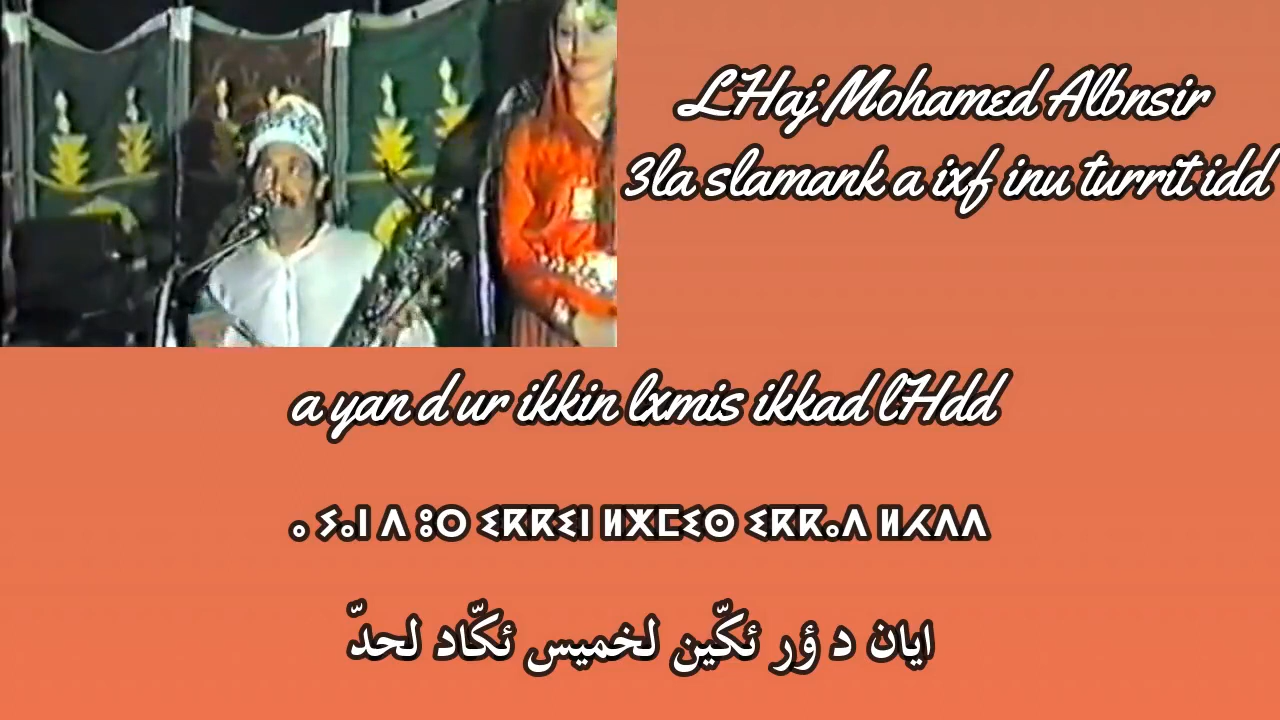 LHaj Mohamed Albnsir
3la slamank a ixf inu turrit idd
a yan d ur ikkin lxmis ikkad lHdd
ⴰ ⵢⴰⵏ ⴷ ⵓⵔ ⵉⴽⴽⵉⵏ ⵍⵅⵎⵉⵙ ⵉⴽⴽⴰⴷ ⵍⵃⴷⴷ
ايان د ؤر ئكّين لخميس ئكّاد لحدّ